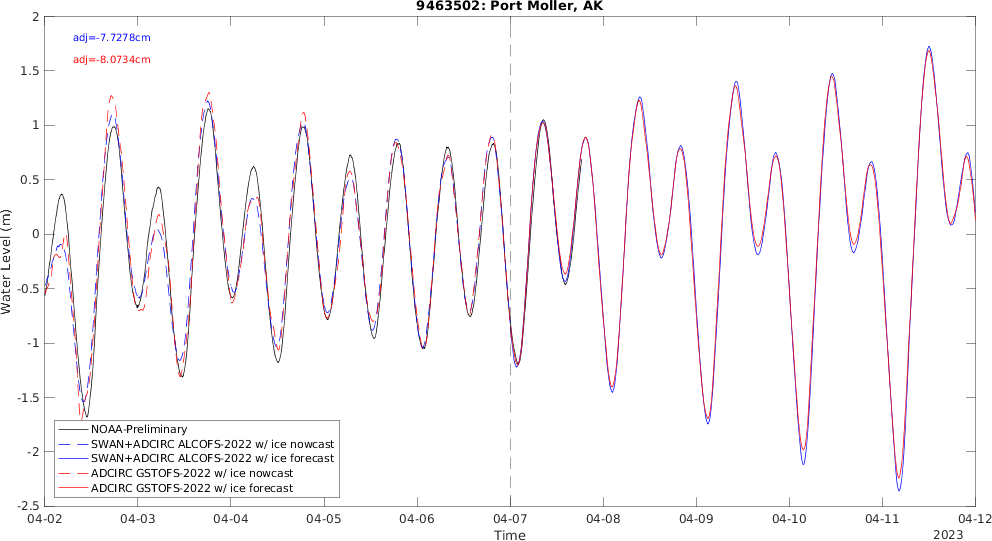 9463502: Port Moller, AK
adj=-7.7278cm
adj=-8.0734cm
Water Level (m)
2
1.5
1
0.5
0
-0.5
-1
-1.5
-2
-2.5
NOAA-Preliminary
SWAN+ADCIRC ALCOFS-2022 w/ ice nowcast
SWAN+ADCIRC ALCOFS-2022 w/ ice forecast
ADCIRC GSTOFS-2022 w/ ice nowcast
ADCIRC GSTOFS-2022 w/ ice forecast
04-02 04-03 04-04 04-05 04-06 04-07 04-08 04-09 04-10 04-11 04-12
Time
2023